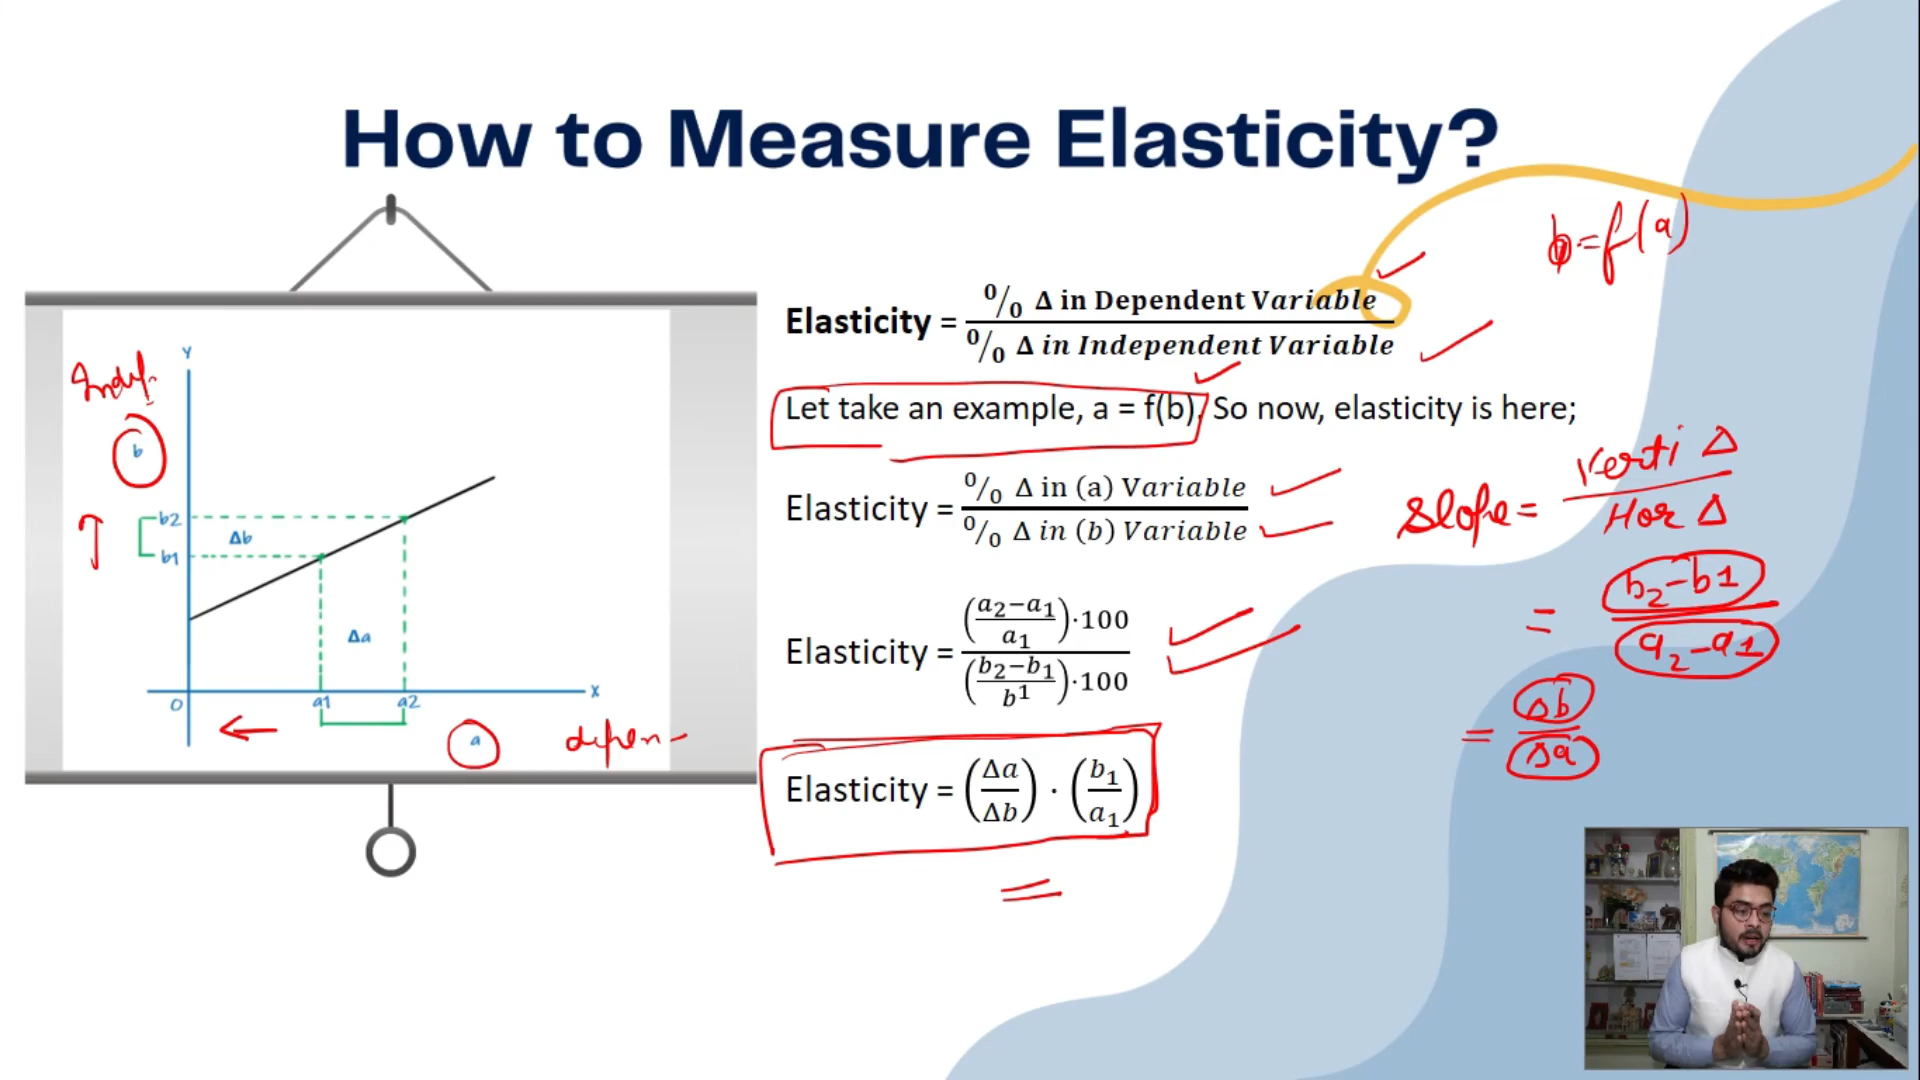 How to Measure Elasticity?
b = f(a)
Elasticity = % Δ in Dependent Variable / % Δ in Independent Variable
Let take an example, a = f(b), So now, elasticity is here;
Elasticity = % Δ in (a) Variable / % Δ in (b) Variable
Slope = Verti Δ / Hor Δ
Elasticity = ((a₂−a₁)/a₁)·100 / ((b₂−b₁)/b¹)·100
= b₂−b1 / a₂−a1
= Δb / Δa
Elasticity = (Δa/Δb) · (b₁/a₁)
Y
Indep.
b
b2
Δb
b1
Δa
O
a1
a2
X
a
depen-